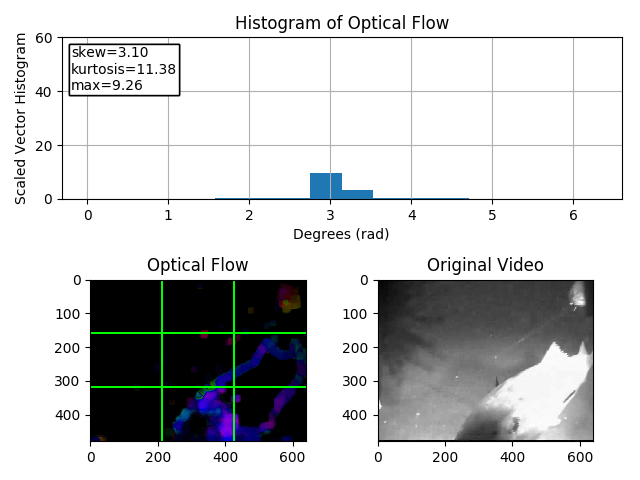 Histogram of Optical Flow
Scaled Vector Histogram
60
40
20
0
skew=3.10
kurtosis=11.38
max=9.26
0 1 2 3 4 5 6
Degrees (rad)
Optical Flow
0
100
200
300
400
0 200 400 600
Original Video
0
100
200
300
400
0 200 400 600